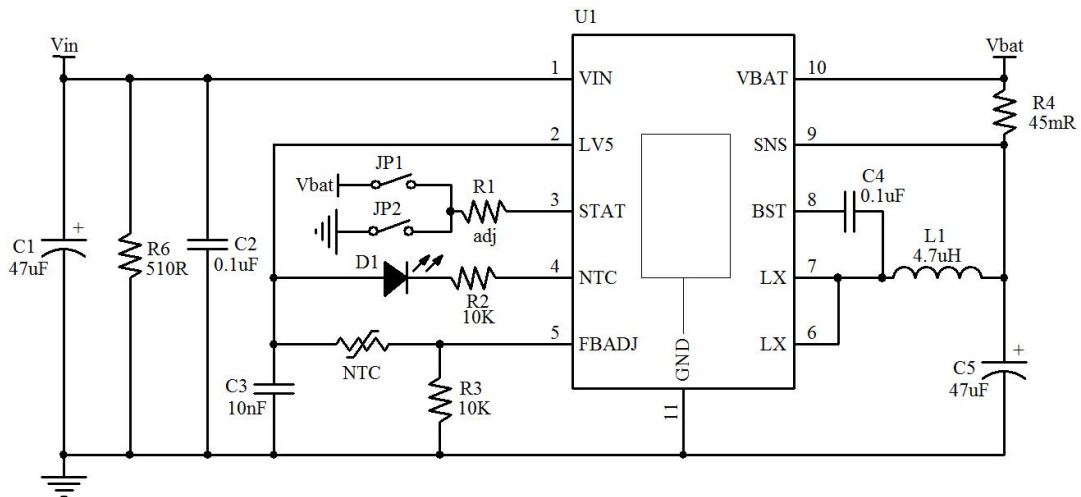 U1
Vin
Vbat
1
VIN
VBAT
10
R4
45mR
2
LV5
SNS
9
JP1
Vbat
R1
adj
3
STAT
BST
8
C4
0.1uF
JP2
C1
+
47uF
R6
510R
C2
0.1uF
D1
R2
10K
4
NTC
LX
7
L1
4.7uH
5
FBADJ
LX
6
NTC
C3
10nF
R3
10K
GND
11
C5
+
47uF